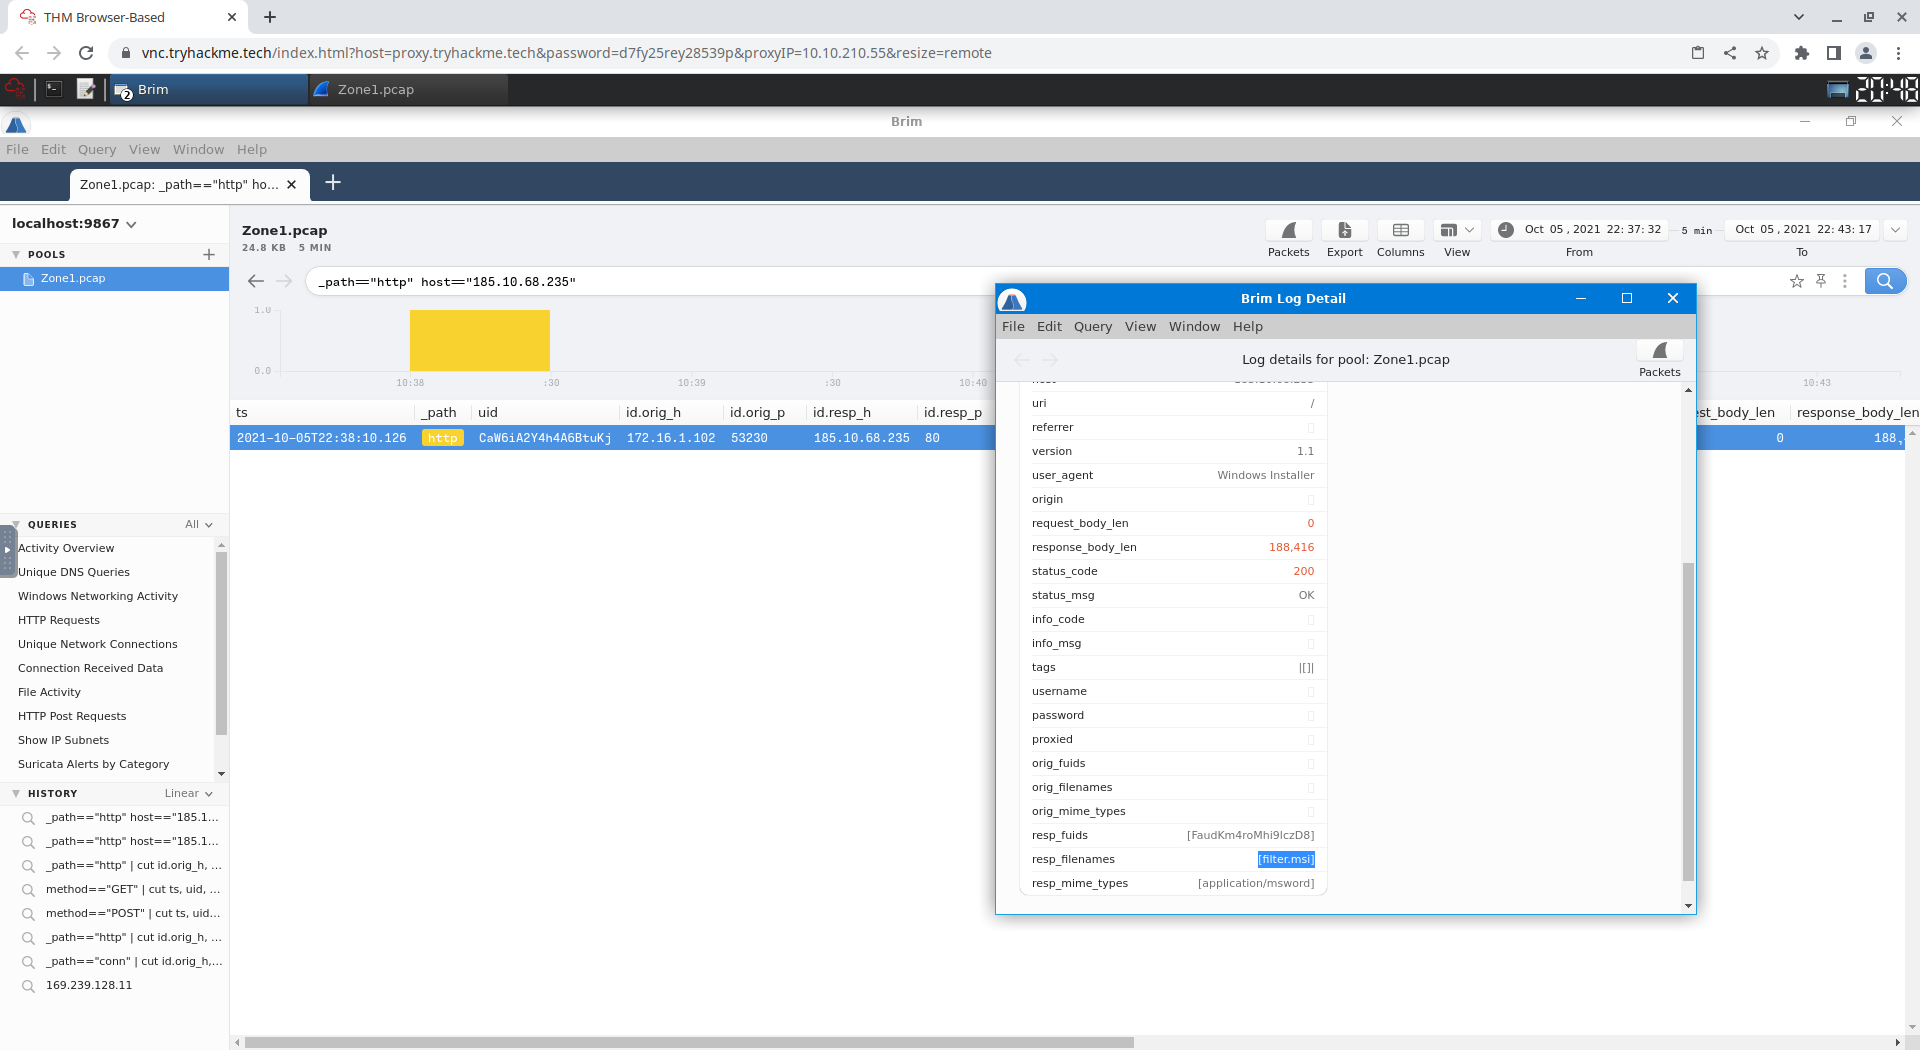 THM Browser-Based
vnc.tryhackme.tech/index.html?host=proxy.tryhackme.tech&password=d7fy25rey28539p&proxyIP=10.10.210.55&resize=remote
2 Brim
Zone1.pcap
20:48
Brim
File Edit Query View Window Help
Zone1.pcap: _path=="http" ho...
localhost:9867
POOLS
Zone1.pcap
Zone1.pcap
24.8 KB 5 MIN
Packets
Export
Columns
View
Oct 05 , 2021 22: 37: 32
From
5 min
Oct 05 , 2021 22: 43: 17
To
_path=="http" host=="185.10.68.235"
1.0
0.0
10:38 :30 10:39 :30 10:40 10:43
ts _path uid id.orig_h id.orig_p id.resp_h id.resp_p est_body_len response_body_len
2021-10-05T22:38:10.126 http CaW6iA2Y4h4A6BtuKj 172.16.1.102 53230 185.10.68.235 80 0 188,
QUERIES All
Activity Overview
Unique DNS Queries
Windows Networking Activity
HTTP Requests
Unique Network Connections
Connection Received Data
File Activity
HTTP Post Requests
Show IP Subnets
Suricata Alerts by Category
HISTORY Linear
_path=="http" host=="185.1...
_path=="http" host=="185.1...
_path=="http" | cut id.orig_h, ...
method=="GET" | cut ts, uid, ...
method=="POST" | cut ts, uid...
_path=="http" | cut id.orig_h, ...
_path=="conn" | cut id.orig_h,...
169.239.128.11
Brim Log Detail
File Edit Query View Window Help
Log details for pool: Zone1.pcap
Packets
uri /
referrer
version 1.1
user_agent Windows Installer
origin
request_body_len 0
response_body_len 188,416
status_code 200
status_msg OK
info_code
info_msg
tags |[]|
username
password
proxied
orig_fuids
orig_filenames
orig_mime_types
resp_fuids [FaudKm4roMhi9lczD8]
resp_filenames [filter.msi]
resp_mime_types [application/msword]